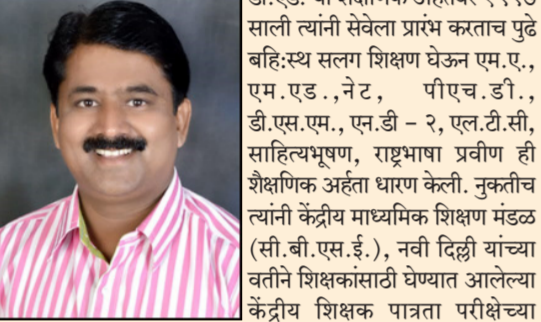 साली त्यांनी सेवेला प्रारंभ करताच पुढे
बहि:स्थ सलग शिक्षण घेऊन एम.ए.,
एम.एड.,नेट, पीएच.डी.,
डी.एस.एम., एन.डी – २, एल.टी.सी,
साहित्यभूषण, राष्ट्रभाषा प्रवीण ही
शैक्षणिक अर्हता धारण केली. नुकतीच
त्यांनी केंद्रीय माध्यमिक शिक्षण मंडळ
(सी.बी.एस.ई.), नवी दिल्ली यांच्या
वतीने शिक्षकांसाठी घेण्यात आलेल्या
केंद्रीय शिक्षक पात्रता परीक्षेच्या